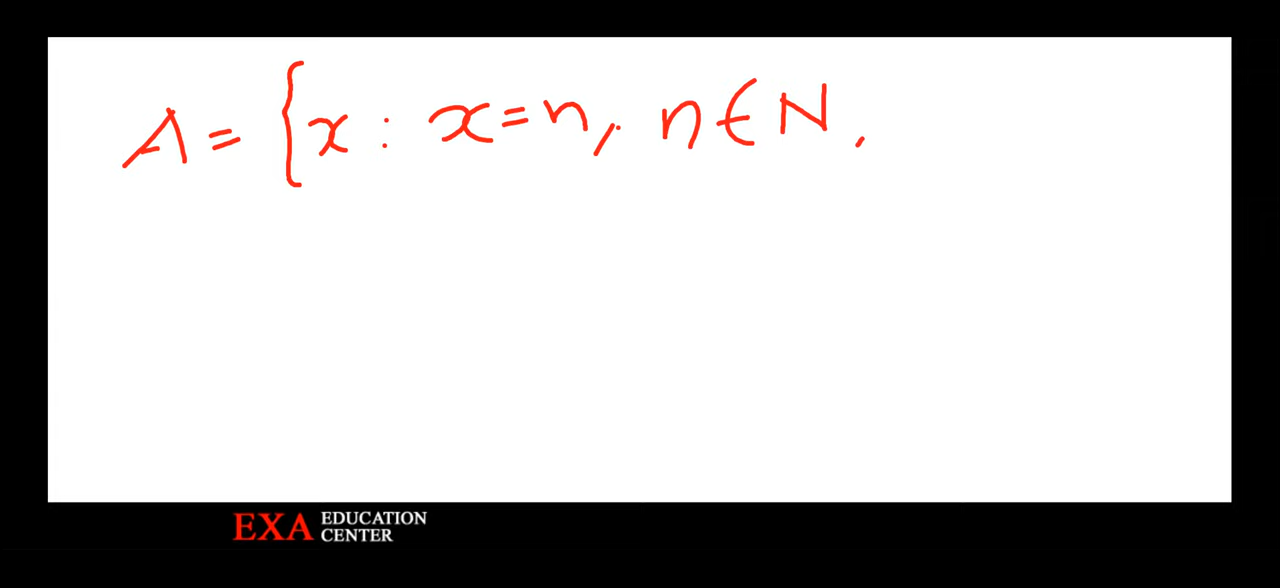 A = { x : x = n, n ∈ N,
EXA EDUCATION
CENTER